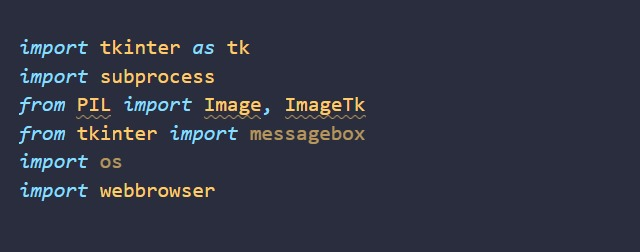 import tkinter as tk
import subprocess
from PIL import Image, ImageTk
from tkinter import messagebox
import os
import webbrowser